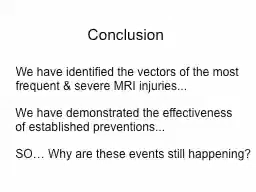 Conclusion
We have identified the vectors of the most
frequent & severe MRI injuries...
We have demonstrated the effectiveness
of established preventions...
SO... Why are these events still happening?